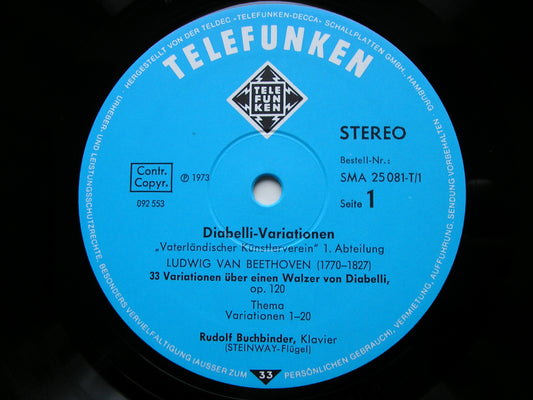 HERGESTELLT VON DER TELDEC »TELEFUNKEN-DECCA« SCHALLPLATTEN GMBH, HAMBURG
URHEBER- UND LEISTUNGSSCHUTZRECHTE, BESONDERS VERVIELFÄLTIGUNG (AUSSER ZUM PERSÖNLICHEN GEBRAUCH), VERMIETUNG, AUFFÜHRUNG, SENDUNG VORBEHALTEN
TELEFUNKEN
TELE
FUN
KEN
STEREO
Bestell-Nr.:
SMA 25 081-T/1
Seite 1
Contr.
Copyr.
℗ 1973
092 553
Diabelli-Variationen
„Vaterländischer Künstlerverein" 1. Abteilung
LUDWIG VAN BEETHOVEN (1770–1827)
33 Variationen über einen Walzer von Diabelli,
op. 120
Thema
Variationen 1–20
Rudolf Buchbinder, Klavier
(STEINWAY-Flügel)
33